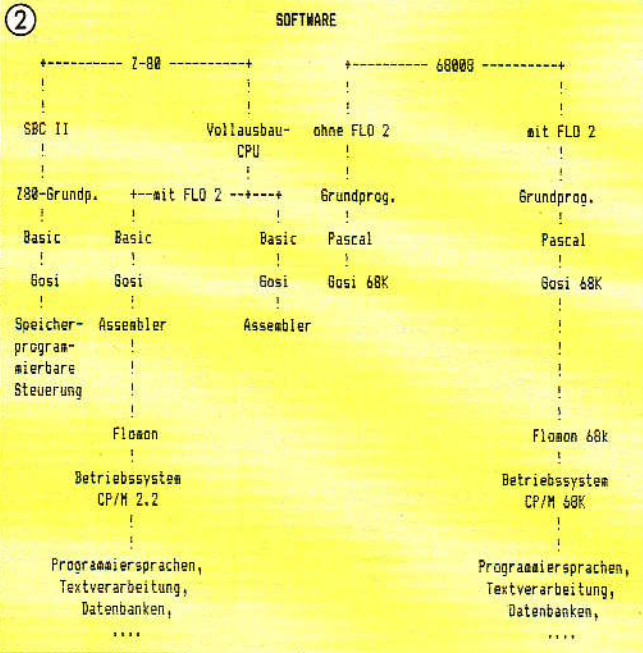 2
SOFTWARE
+---------- Z-80 ----------+ +---------- 68008 ----------+
SBC II Vollausbau- ohne FLO 2 mit FLO 2
CPU
Z80-Grundp. +--mit FLO 2 --+---+ Grundprog. Grundprog.
Basic Basic Basic Pascal Pascal
Gosi Gosi Gosi Gosi 68K Gosi 68K
Speicher- Assembler Assembler
program-
mierbare
Steuerung
Flomon Flomon 68k
Betriebssystem Betriebssystem
CP/M 2.2 CP/M 68K
Programmiersprachen, Programmiersprachen,
Textverarbeitung, Textverarbeitung,
Datenbanken, Datenbanken,
.... ....